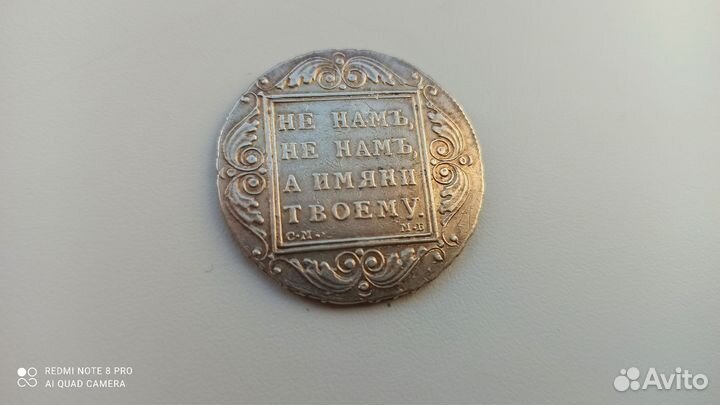 НЕ НАМЪ,
НЕ НАМЪ,
А ИМЯНИ
ТВОЕМУ.
С•М• М•Б
REDMI NOTE 8 PRO
AI QUAD CAMERA
Avito